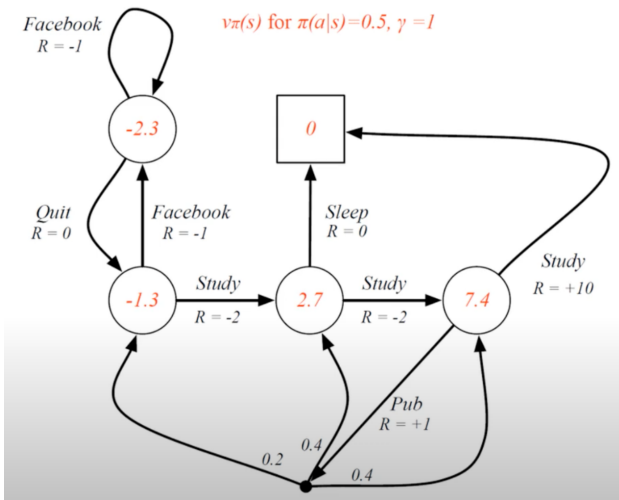 Facebook
R = -1
vπ(s) for π(a|s)=0.5, γ =1
-2.3
0
Quit
R = 0
Facebook
R = -1
Sleep
R = 0
Study
R = +10
-1.3
Study
R = -2
2.7
Study
R = -2
7.4
Pub
R = +1
0.2
0.4
0.4